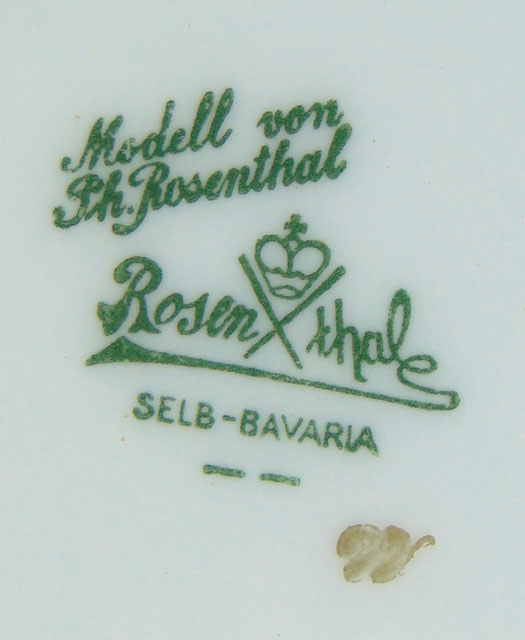 Modell von
Ph. Rosenthal
Rosenthal
SELB-BAVARIA